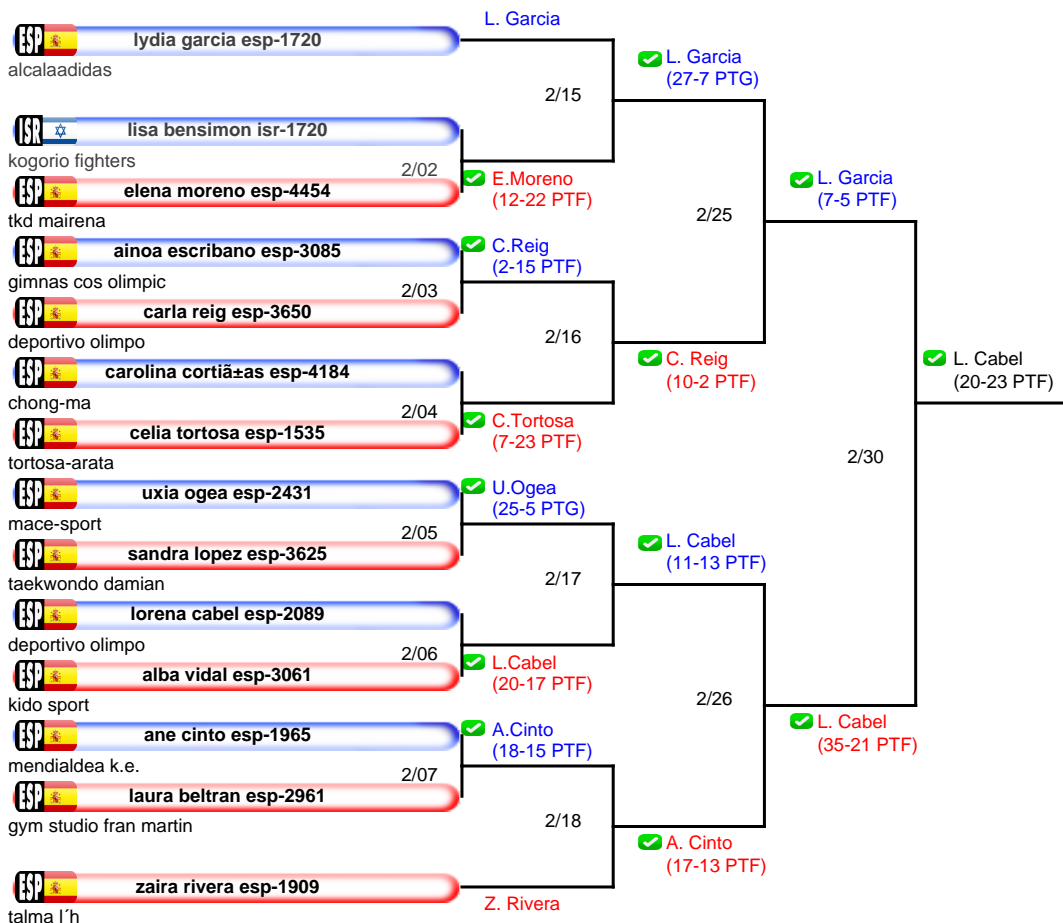 L. Garcia
ESP lydia garcia esp-1720
alcalaadidas
L. Garcia
(27-7 PTG)
2/15
ISR lisa bensimon isr-1720
kogorio fighters
2/02
ESP elena moreno esp-4454
tkd mairena
E.Moreno
(12-22 PTF)
L. Garcia
(7-5 PTF)
2/25
ESP ainoa escribano esp-3085
gimnas cos olimpic
C.Reig
(2-15 PTF)
2/03
ESP carla reig esp-3650
deportivo olimpo
2/16
C. Reig
(10-2 PTF)
L. Cabel
(20-23 PTF)
ESP carolina cortiã±as esp-4184
chong-ma
2/04
ESP celia tortosa esp-1535
tortosa-arata
C.Tortosa
(7-23 PTF)
2/30
ESP uxia ogea esp-2431
mace-sport
U.Ogea
(25-5 PTG)
2/05
ESP sandra lopez esp-3625
taekwondo damian
L. Cabel
(11-13 PTF)
2/17
ESP lorena cabel esp-2089
deportivo olimpo
2/06
ESP alba vidal esp-3061
kido sport
L.Cabel
(20-17 PTF)
2/26
L. Cabel
(35-21 PTF)
ESP ane cinto esp-1965
mendialdea k.e.
A.Cinto
(18-15 PTF)
2/07
ESP laura beltran esp-2961
gym studio fran martin
2/18
A. Cinto
(17-13 PTF)
ESP zaira rivera esp-1909
talma l´h
Z. Rivera